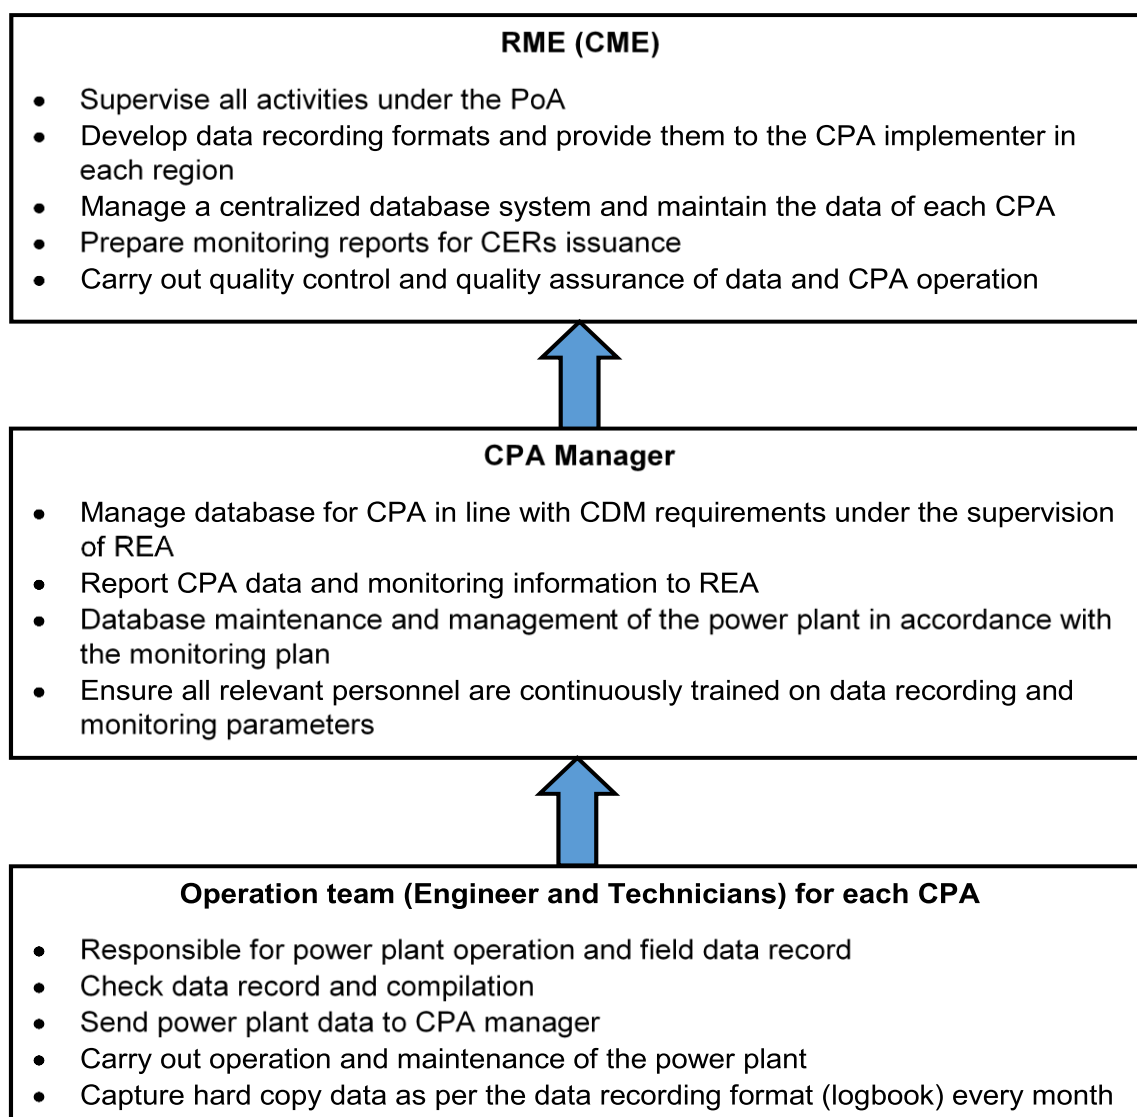 RME (CME)
• Supervise all activities under the PoA
• Develop data recording formats and provide them to the CPA implementer in
each region
• Manage a centralized database system and maintain the data of each CPA
• Prepare monitoring reports for CERs issuance
• Carry out quality control and quality assurance of data and CPA operation
CPA Manager
• Manage database for CPA in line with CDM requirements under the supervision
of REA
• Report CPA data and monitoring information to REA
• Database maintenance and management of the power plant in accordance with
the monitoring plan
• Ensure all relevant personnel are continuously trained on data recording and
monitoring parameters
Operation team (Engineer and Technicians) for each CPA
• Responsible for power plant operation and field data record
• Check data record and compilation
• Send power plant data to CPA manager
• Carry out operation and maintenance of the power plant
• Capture hard copy data as per the data recording format (logbook) every month